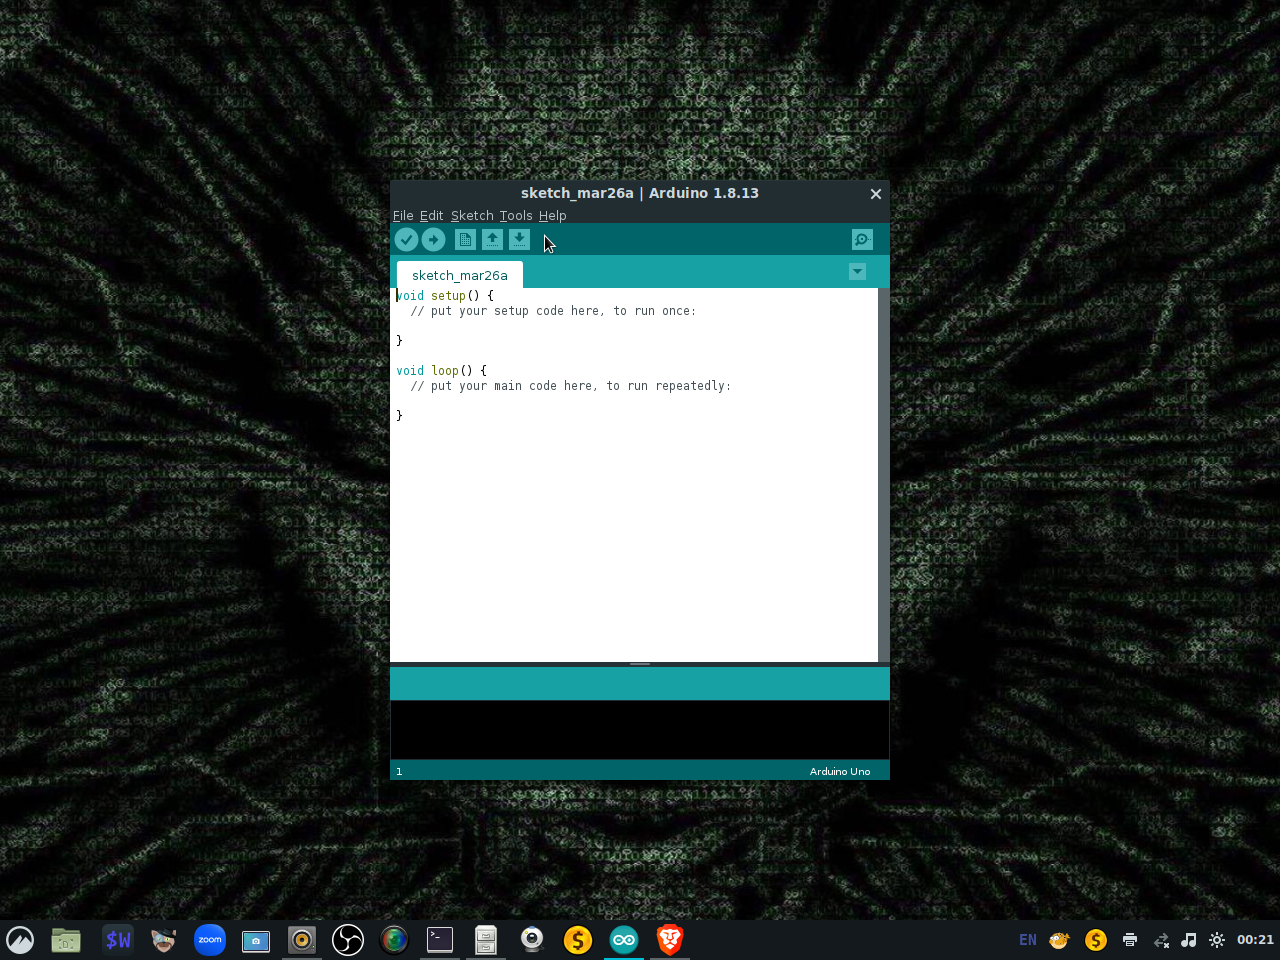 sketch_mar26a | Arduino 1.8.13
File Edit Sketch Tools Help
sketch_mar26a
void setup() {
  // put your setup code here, to run once:
}
void loop() {
  // put your main code here, to run repeatedly:
}
1 Arduino Uno
$W
zoom
>_
$
EN
$
00:21